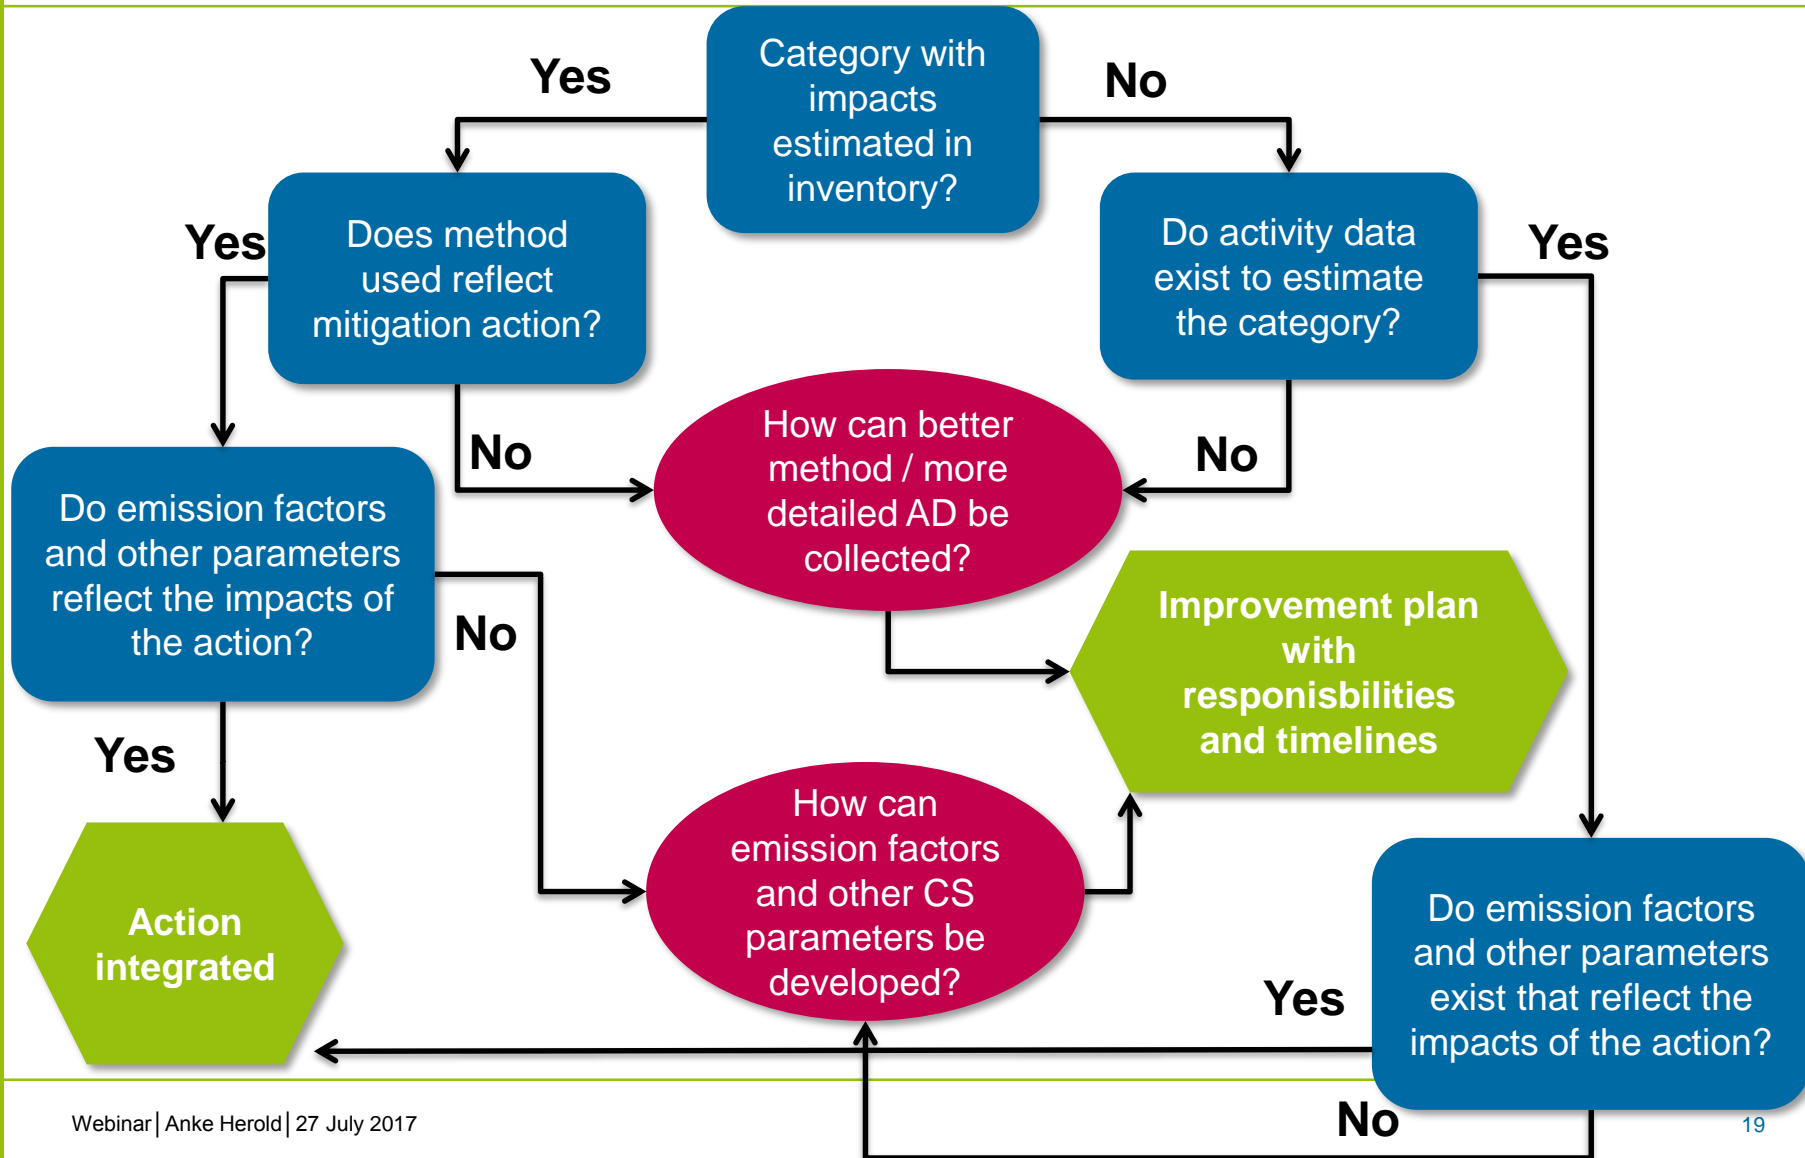 Category with
impacts
estimated in
inventory?
Yes
No
Does method
used reflect
mitigation action?
Do activity data
exist to estimate
the category?
Yes
Yes
No
No
How can better
method / more
detailed AD be
collected?
Do emission factors
and other parameters
reflect the impacts of
the action?
No
Improvement plan
with
responisbilities
and timelines
Yes
How can
emission factors
and other CS
parameters be
developed?
Action
integrated
Do emission factors
and other parameters
exist that reflect the
impacts of the action?
Yes
No
Webinar | Anke Herold | 27 July 2017
19